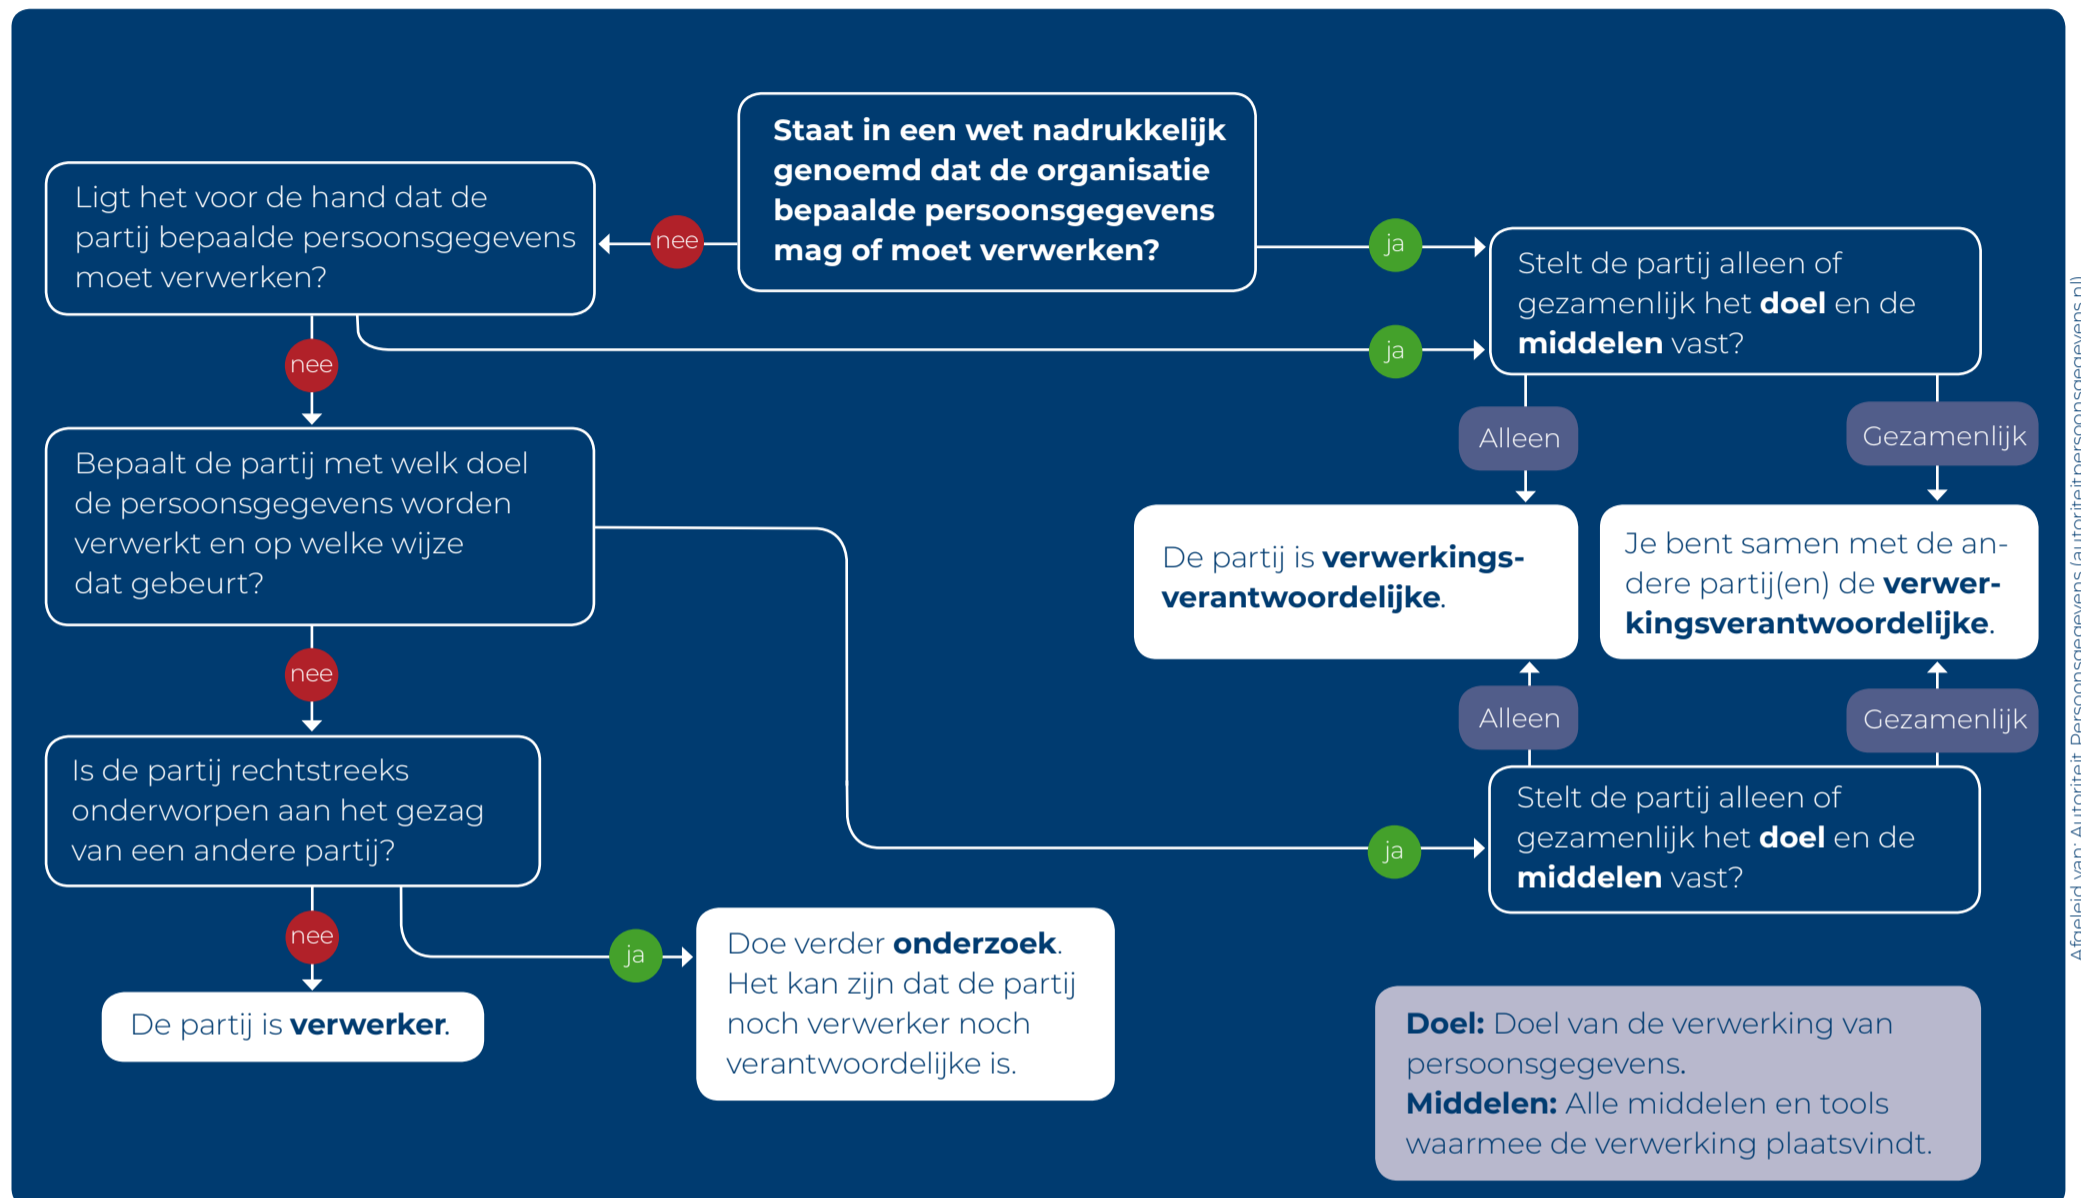 Staat in een wet nadrukkelijk
genoemd dat de organisatie
bepaalde persoonsgegevens
mag of moet verwerken?
nee
ja
Ligt het voor de hand dat de
partij bepaalde persoonsgegevens
moet verwerken?
nee
ja
Stelt de partij alleen of
gezamenlijk het doel en de
middelen vast?
Alleen
Gezamenlijk
De partij is verwerkings-
verantwoordelijke.
Je bent samen met de an-
dere partij(en) de verwer-
kingsverantwoordelijke.
Bepaalt de partij met welk doel
de persoonsgegevens worden
verwerkt en op welke wijze
dat gebeurt?
nee
ja
Alleen
Gezamenlijk
Stelt de partij alleen of
gezamenlijk het doel en de
middelen vast?
Is de partij rechtstreeks
onderworpen aan het gezag
van een andere partij?
nee
ja
De partij is verwerker.
Doe verder onderzoek.
Het kan zijn dat de partij
noch verwerker noch
verantwoordelijke is.
Doel: Doel van de verwerking van
persoonsgegevens.
Middelen: Alle middelen en tools
waarmee de verwerking plaatsvindt.
Afgeleid van: Autoriteit Persoonsgegevens (autoriteitpersoonsgegevens.nl)